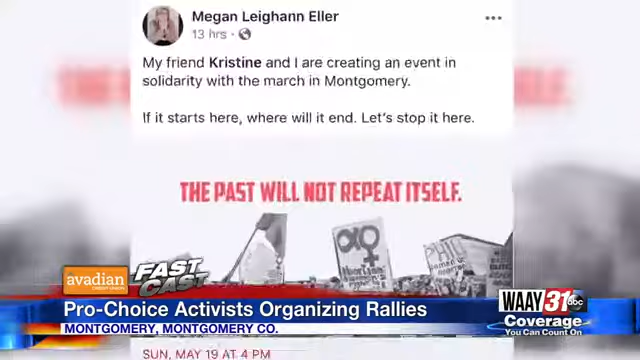 Megan Leighann Eller
13 hrs ·
My friend Kristine and I are creating an event in
solidarity with the march in Montgomery.
If it starts here, where will it end. Let's stop it here.
THE PAST WILL NOT REPEAT ITSELF.
Abortion
avadian
FAST
CAST
WAAY 31 abc
Pro-Choice Activists Organizing Rallies
Coverage
MONTGOMERY, MONTGOMERY CO.
You Can Count On
SUN, MAY 19 AT 4 PM